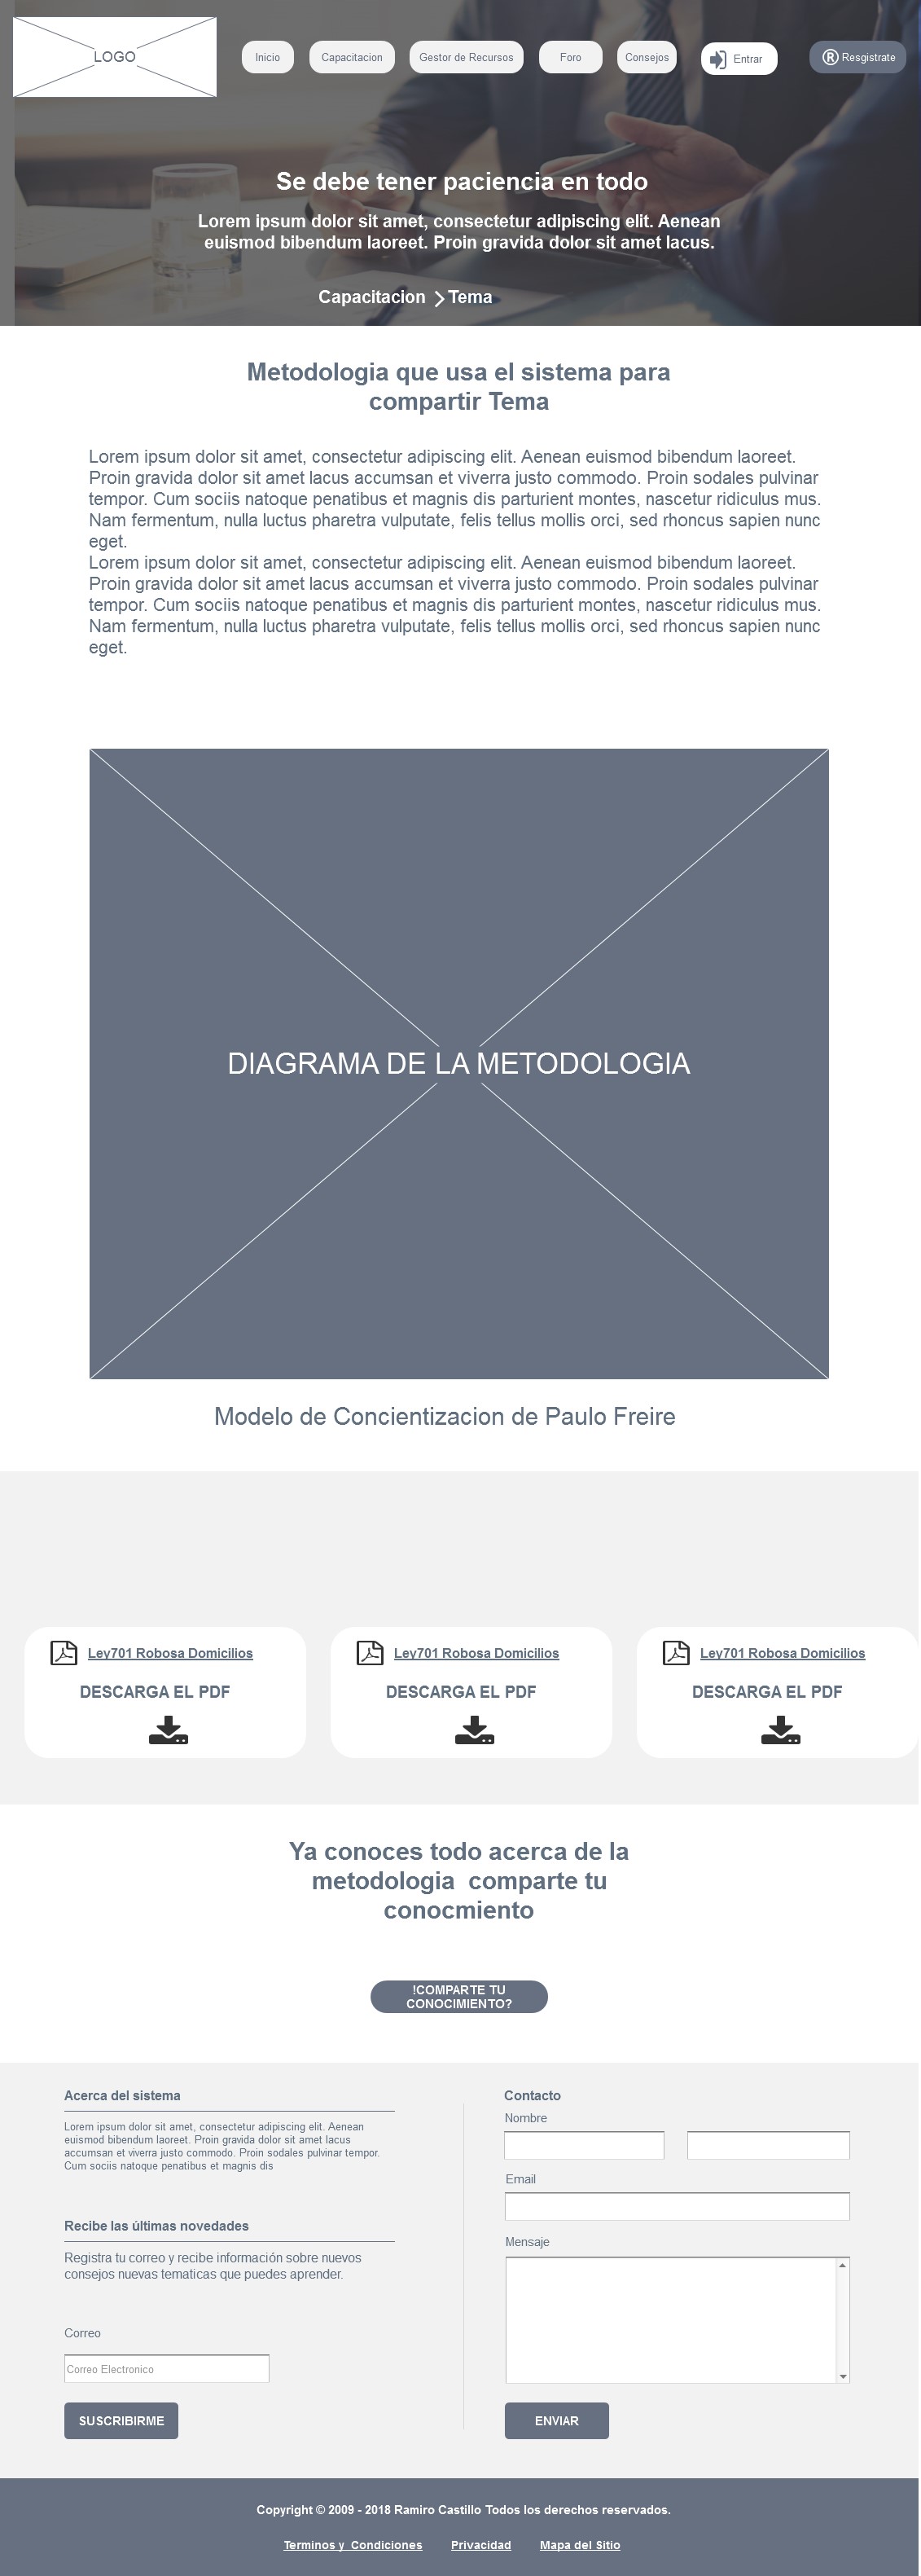 LOGO
Inicio
Capacitacion
Gestor de Recursos
Foro
Consejos
Entrar
® Resgistrate
Se debe tener paciencia en todo
Lorem ipsum dolor sit amet, consectetur adipiscing elit. Aenean
euismod bibendum laoreet. Proin gravida dolor sit amet lacus.
Capacitacion
Tema
Metodologia que usa el sistema para
compartir Tema
Lorem ipsum dolor sit amet, consectetur adipiscing elit. Aenean euismod bibendum laoreet.
Proin gravida dolor sit amet lacus accumsan et viverra justo commodo. Proin sodales pulvinar
tempor. Cum sociis natoque penatibus et magnis dis parturient montes, nascetur ridiculus mus.
Nam fermentum, nulla luctus pharetra vulputate, felis tellus mollis orci, sed rhoncus sapien nunc
eget.
Lorem ipsum dolor sit amet, consectetur adipiscing elit. Aenean euismod bibendum laoreet.
Proin gravida dolor sit amet lacus accumsan et viverra justo commodo. Proin sodales pulvinar
tempor. Cum sociis natoque penatibus et magnis dis parturient montes, nascetur ridiculus mus.
Nam fermentum, nulla luctus pharetra vulputate, felis tellus mollis orci, sed rhoncus sapien nunc
eget.
DIAGRAMA DE LA METODOLOGIA
Modelo de Concientizacion de Paulo Freire
Ley701 Robosa Domicilios
DESCARGA EL PDF
Ley701 Robosa Domicilios
DESCARGA EL PDF
Ley701 Robosa Domicilios
DESCARGA EL PDF
Ya conoces todo acerca de la
metodologia  comparte tu
conocmiento
!COMPARTE TU
CONOCIMIENTO?
Acerca del sistema
Lorem ipsum dolor sit amet, consectetur adipiscing elit. Aenean
euismod bibendum laoreet. Proin gravida dolor sit amet lacus
accumsan et viverra justo commodo. Proin sodales pulvinar tempor.
Cum sociis natoque penatibus et magnis dis
Recibe las últimas novedades
Registra tu correo y recibe información sobre nuevos
consejos nuevas tematicas que puedes aprender.
Correo
Correo Electronico
SUSCRIBIRME
Contacto
Nombre
Email
Mensaje
ENVIAR
Copyright © 2009 - 2018 Ramiro Castillo Todos los derechos reservados.
Terminos y  Condiciones
Privacidad
Mapa del Sitio